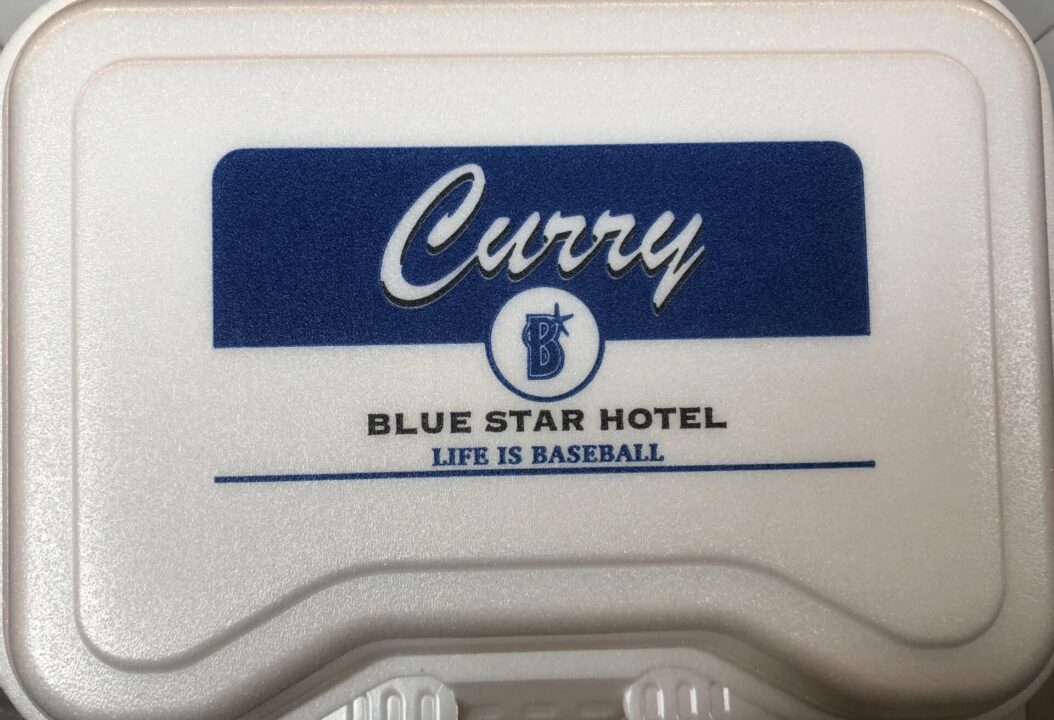 Curry
B
BLUE STAR HOTEL
LIFE IS BASEBALL